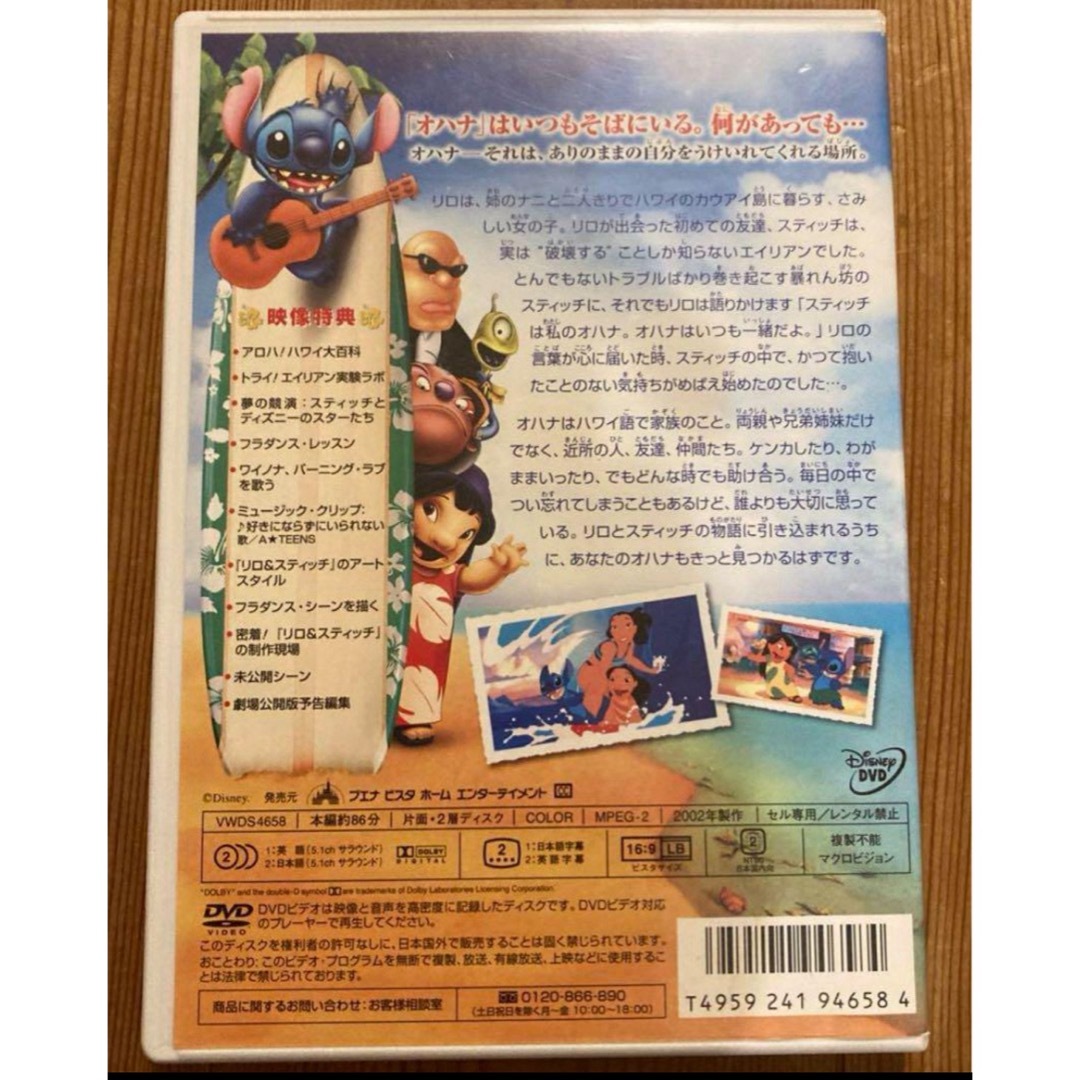 「オハナ」はいつもそばにいる。何があっても…
オハナ―それは、ありのままの自分をうけいれてくれる場所。
リロは、姉のナニと二人きりでハワイのカウアイ島に暮らす、さみ
しい女の子。リロが出会った初めての友達、スティッチは、
実は“破壊する”ことしか知らないエイリアンでした。
とんでもないトラブルばかり巻き起こす暴れん坊の
スティッチに、それでもリロは語りかけます「スティッチ
は私のオハナ。オハナはいつも一緒だよ。」リロの
言葉が心に届いた時、スティッチの中で、かつて抱い
たことのない気持ちがめばえ始めたのでした…。
オハナはハワイ語で家族のこと。両親や兄弟姉妹だけ
でなく、近所の人、友達、仲間たち。ケンカしたり、わが
ままいったり、でもどんな時でも助け合う。毎日の中で
つい忘れてしまうこともあるけど、誰よりも大切に思って
いる。リロとスティッチの物語に引き込まれるうち
に、あなたのオハナもきっと見つかるはずです。
映像特典
•アロハ!ハワイ大百科
•トライ!エイリアン実験ラボ
•夢の競演：スティッチと
ディズニーのスターたち
•フラダンス・レッスン
•ワイノナ、バーニング・ラブ
を歌う
•ミュージック・クリップ：
♪好きにならずにいられない
歌／A★TEENS
•「リロ&スティッチ」のアート
スタイル
•フラダンス・シーンを描く
•密着!「リロ&スティッチ」
の制作現場
•未公開シーン
•劇場公開版予告編集
DISNEY DVD
©Disney. 発売元 ブエナ ビスタ ホーム エンターテイメント CC
VWDS4658 本編約86分 片面・2層ディスク COLOR MPEG-2 2002年製作 セル専用／レンタル禁止
2 1:英 語(5.1ch サラウンド) 2:日本語(5.1ch サラウンド) DOLBY DIGITAL 2 1:日本語字幕 2:英語字幕 16:9 LB ビスタサイズ 2 NTSC 日本国内向 複製不能 マクロビジョン
"DOLBY" and the double-D symbol are trademarks of Dolby Laboratories Licensing Corporation.
DVD VIDEO DVDビデオは映像と音声を高密度に記録したディスクです。DVDビデオ対応
のプレーヤーで再生してください。
このディスクを権利者の許可なしに、日本国外で販売することは固く禁じられています。
おことわり：このビデオ・プログラムを無断で複製、放送、有線放送、上映などに使用するこ
とは法律で禁じられております。
商品に関するお問い合わせ：お客様相談室 0120-866-890
(土日祝日を除く月～金 10:00～18:00)
T4959 241 94658 4